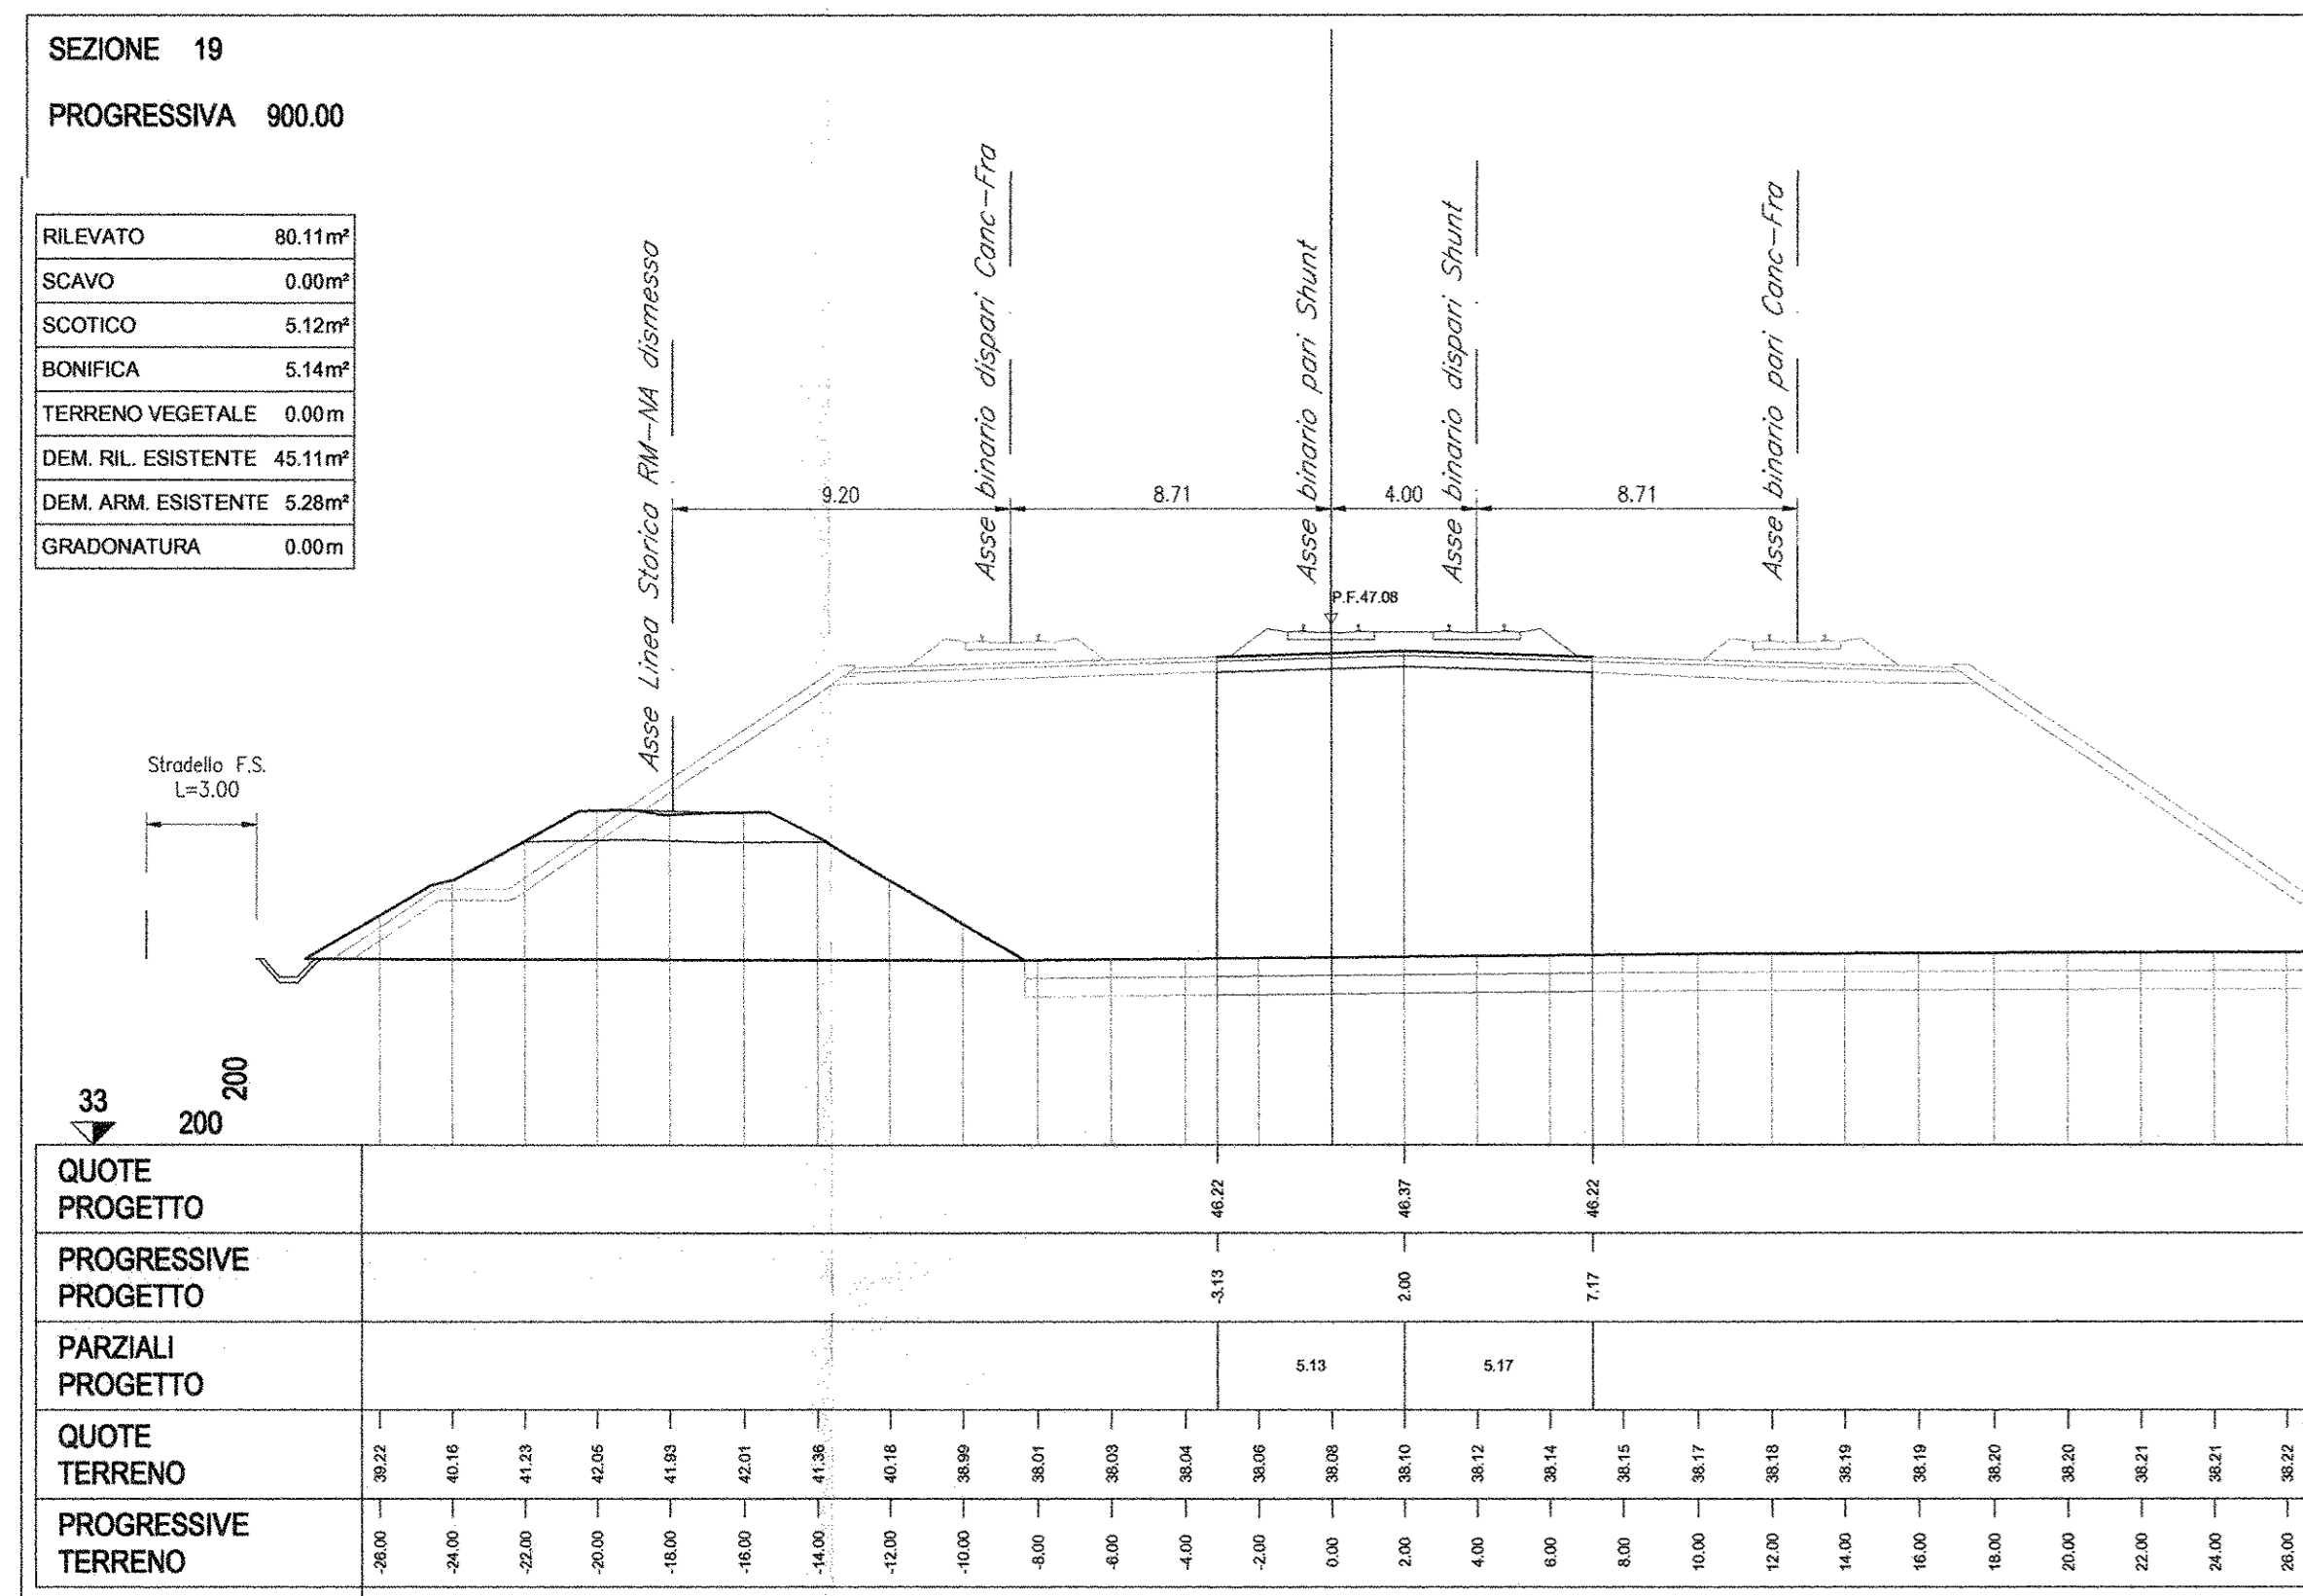 SEZIONE 19
PROGRESSIVA 900.00
RILEVATO 80.11m²
SCAVO 0.00m²
SCOTICO 5.12m²
BONIFICA 5.14m²
TERRENO VEGETALE 0.00m
DEM. RIL. ESISTENTE 45.11m²
DEM. ARM. ESISTENTE 5.28m²
GRADONATURA 0.00m
Asse Linea Storica RM-NA dismesso
Asse binario dispari Canc-Fra
Asse binario pari Shunt
Asse binario dispari Shunt
Asse binario pari Canc-Fra
9.20 8.71 4.00 8.71
P.F.47.08
Stradello F.S.
L=3.00
33
200
200
QUOTE
PROGETTO
46.22 46.37 46.22
PROGRESSIVE
PROGETTO
-3.13 2.00 7.17
PARZIALI
PROGETTO
5.13 5.17
QUOTE
TERRENO
39.22 40.16 41.23 42.05 41.93 42.01 41.36 40.18 38.99 38.01 38.03 38.04 38.06 38.08 38.10 38.12 38.14 38.15 38.17 38.18 38.19 38.19 38.20 38.20 38.21 38.21 38.22
PROGRESSIVE
TERRENO
-26.00 -24.00 -22.00 -20.00 -18.00 -16.00 -14.00 -12.00 -10.00 -8.00 -6.00 -4.00 -2.00 0.00 2.00 4.00 6.00 8.00 10.00 12.00 14.00 16.00 18.00 20.00 22.00 24.00 26.00